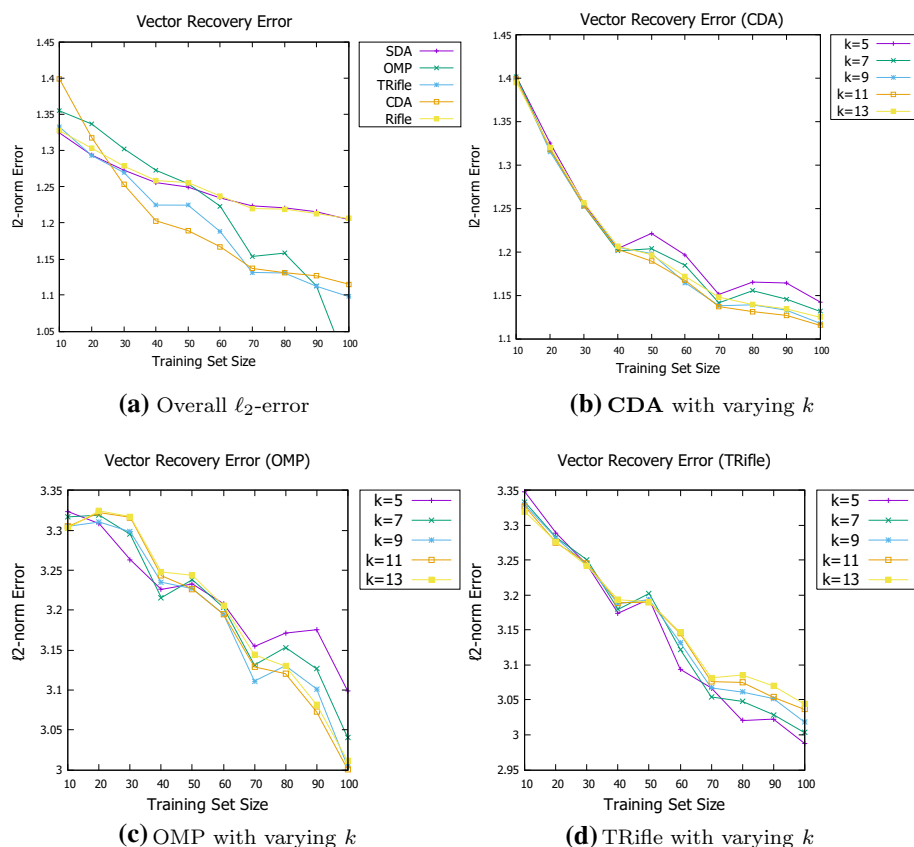 Vector Recovery Error
1.45
1.4
1.35
1.3
1.25
1.2
1.15
1.1
1.05
l2-norm Error
10 20 30 40 50 60 70 80 90 100
Training Set Size
SDA
OMP
TRifle
CDA
Rifle
(a) Overall ℓ2-error
Vector Recovery Error (CDA)
1.45
1.4
1.35
1.3
1.25
1.2
1.15
1.1
l2-norm Error
10 20 30 40 50 60 70 80 90 100
Training Set Size
k=5
k=7
k=9
k=11
k=13
(b) CDA with varying k
Vector Recovery Error (OMP)
3.35
3.3
3.25
3.2
3.15
3.1
3.05
3
ℓ2-norm Error
10 20 30 40 50 60 70 80 90 100
Training Set Size
k=5
k=7
k=9
k=11
k=13
(c) OMP with varying k
Vector Recovery Error (TRifle)
3.35
3.3
3.25
3.2
3.15
3.1
3.05
3
2.95
ℓ2-norm Error
10 20 30 40 50 60 70 80 90 100
Training Set Size
k=5
k=7
k=9
k=11
k=13
(d) TRifle with varying k